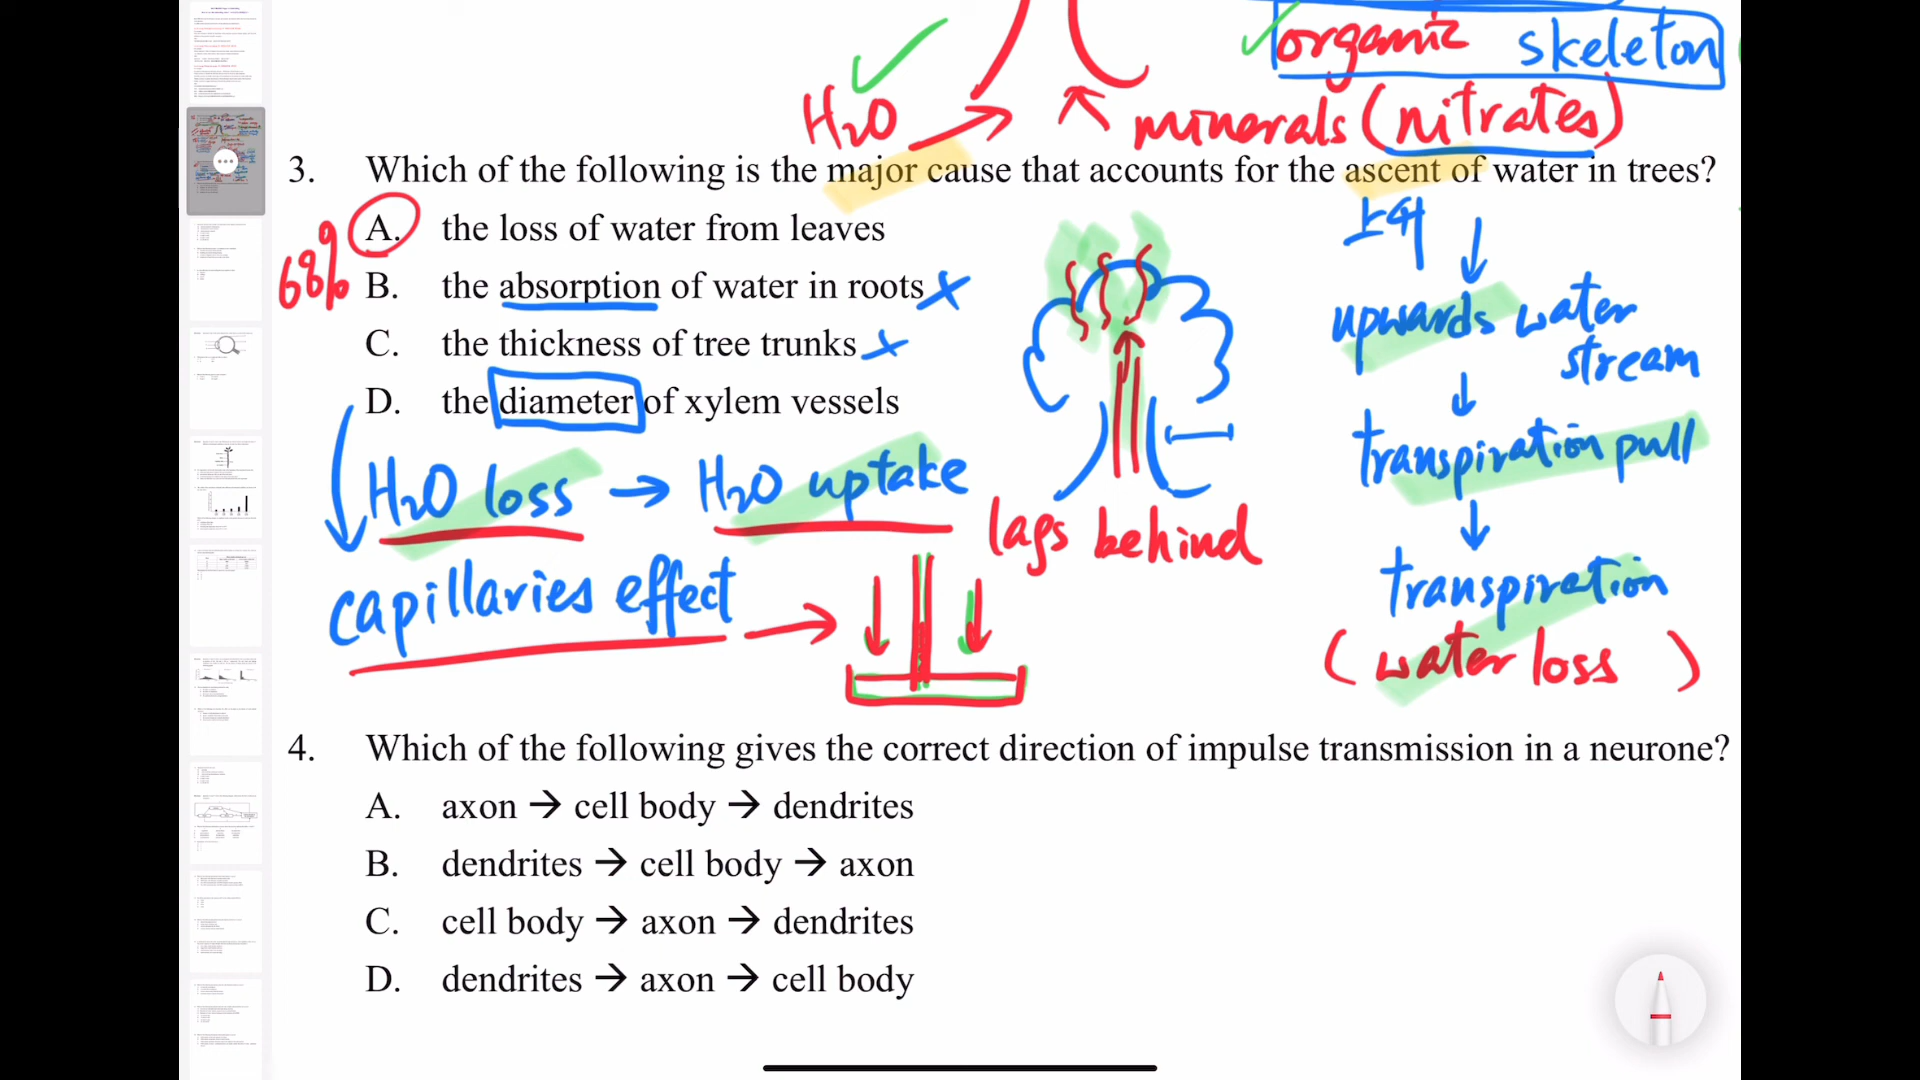 organic skeleton
H₂O
minerals (nitrates)
3. Which of the following is the major cause that accounts for the ascent of water in trees?
A. the loss of water from leaves
68%
B. the absorption of water in roots
C. the thickness of tree trunks
D. the diameter of xylem vessels
上升
upwards water
stream
transpiration pull
transpiration
(water loss)
H₂O loss → H₂O uptake
lags behind
capillaries effect
4. Which of the following gives the correct direction of impulse transmission in a neurone?
A. axon → cell body → dendrites
B. dendrites → cell body → axon
C. cell body → axon → dendrites
D. dendrites → axon → cell body